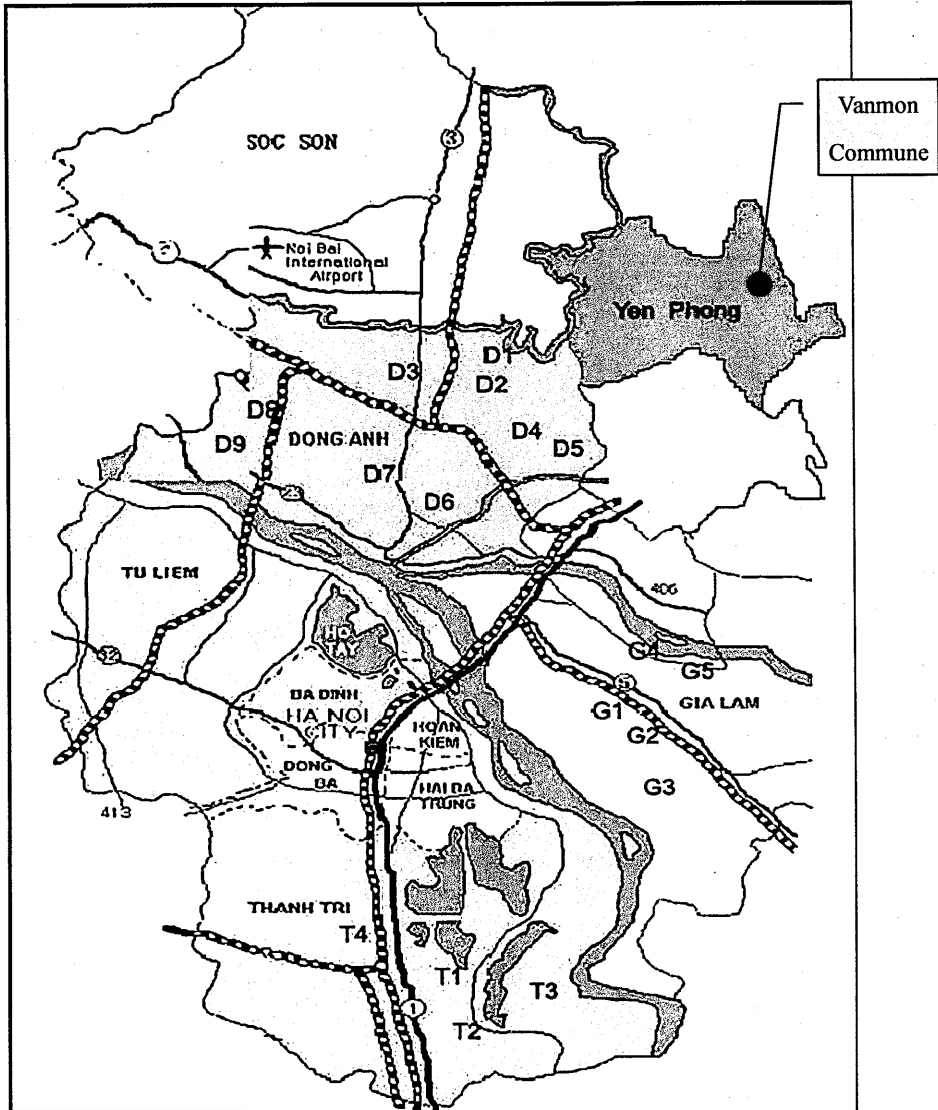 Vanmon
Commune
3
SOC SON
Noi Bai
International
Airport
2
Yen Phong
D1
D3
D2
D8
D4
D9
DONG ANH
D5
D7
D6
23
TU LIEM
406
HO
TAY
32
G4
G5
5
BA DINH
G1
GIA LAM
HA NOI
CITY
HOAN
KIEM
G2
DONG
DA
HAI BA
TRUNG
G3
413
THANH TRI
T4
T1
T3
1
T2